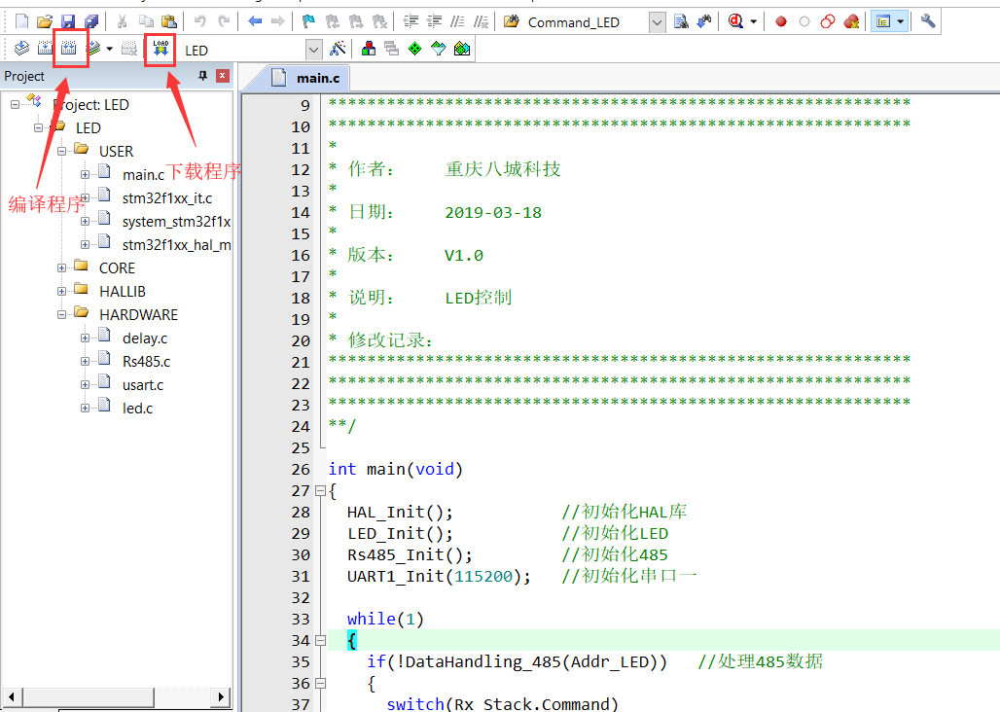 Command_LED
LOAD
LED
Project
main.c
Project: LED
LED
USER
main.c
下载程序
stm32f1xx_it.c
编译程序
system_stm32f1x
stm32f1xx_hal_m
CORE
HALLIB
HARDWARE
delay.c
Rs485.c
usart.c
led.c
9 ************************************************************
10 ************************************************************
11 *
12 * 作者: 重庆八城科技
13 *
14 * 日期: 2019-03-18
15 *
16 * 版本: V1.0
17 *
18 * 说明: LED控制
19 *
20 * 修改记录:
21 ************************************************************
22 ************************************************************
23 ************************************************************
24 **/
25
26 int main(void)
27 {
28 HAL_Init(); //初始化HAL库
29 LED_Init(); //初始化LED
30 Rs485_Init(); //初始化485
31 UART1_Init(115200); //初始化串口一
32
33 while(1)
34 {
35 if(!DataHandling_485(Addr_LED)) //处理485数据
36 {
37 switch(Rx_Stack.Command)